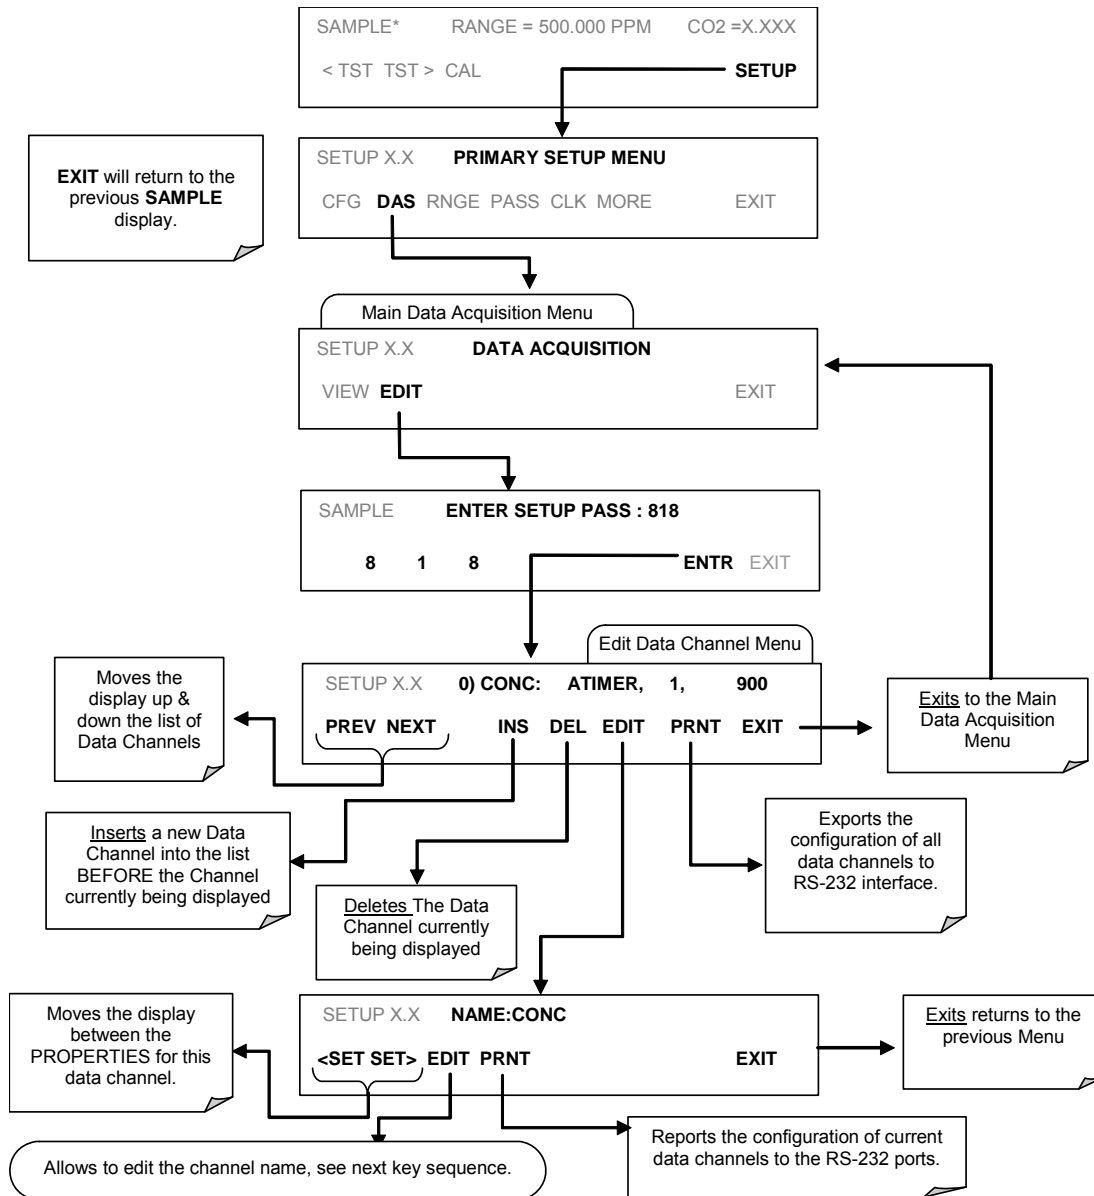 SAMPLE* RANGE = 500.000 PPM CO2 =X.XXX
< TST TST > CAL SETUP
EXIT will return to the
previous SAMPLE
display.
SETUP X.X PRIMARY SETUP MENU
CFG DAS RNGE PASS CLK MORE EXIT
Main Data Acquisition Menu
SETUP X.X DATA ACQUISITION
VIEW EDIT EXIT
SAMPLE ENTER SETUP PASS : 818
8 1 8 ENTR EXIT
Edit Data Channel Menu
SETUP X.X 0) CONC: ATIMER, 1, 900
PREV NEXT INS DEL EDIT PRNT EXIT
Moves the
display up &
down the list of
Data Channels
Exits to the Main
Data Acquisition
Menu
Inserts a new Data
Channel into the list
BEFORE the Channel
currently being displayed
Deletes The Data
Channel currently
being displayed
Exports the
configuration of all
data channels to
RS-232 interface.
Moves the display
between the
PROPERTIES for this
data channel.
SETUP X.X NAME:CONC
<SET SET> EDIT PRNT EXIT
Exits returns to the
previous Menu
Allows to edit the channel name, see next key sequence.
Reports the configuration of current
data channels to the RS-232 ports.